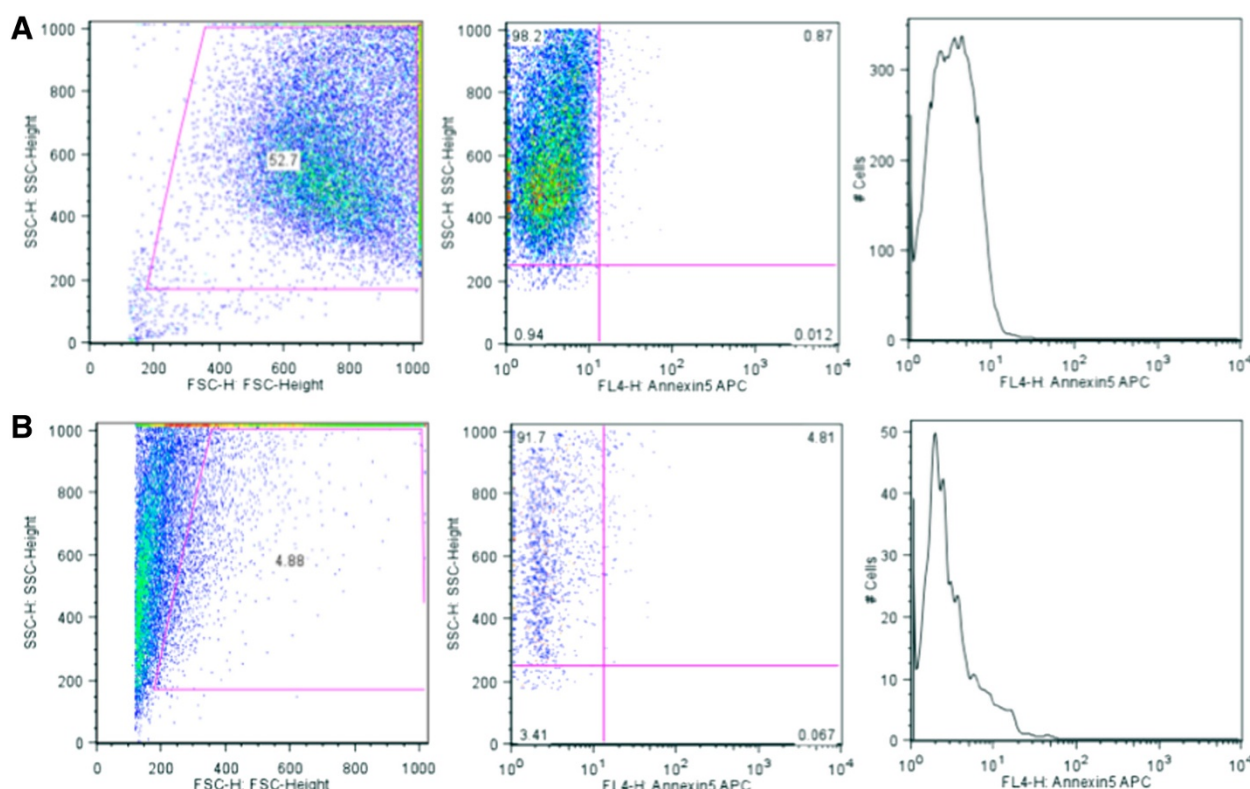 A
SSC-H: SSC-Height
1000
800
600
400
200
0
52.7
0 200 400 600 800 1000
FSC-H: FSC-Height
SSC-H: SSC-Height
1000
800
600
400
200
0
98.2 0.87
0.94 0.012
10^0 10^1 10^2 10^3 10^4
FL4-H: Annexin5 APC
# Cells
300
200
100
0
10^0 10^1 10^2 10^3 10^4
FL4-H: Annexin5 APC
B
SSC-H: SSC-Height
1000
800
600
400
200
0
4.88
0 200 400 600 800 1000
FSC-H: FSC-Height
SSC-H: SSC-Height
1000
800
600
400
200
0
91.7 4.81
3.41 0.067
10^0 10^1 10^2 10^3 10^4
FL4-H: Annexin5 APC
# Cells
50
40
30
20
10
0
10^0 10^1 10^2 10^3 10^4
FL4-H: Annexin5 APC